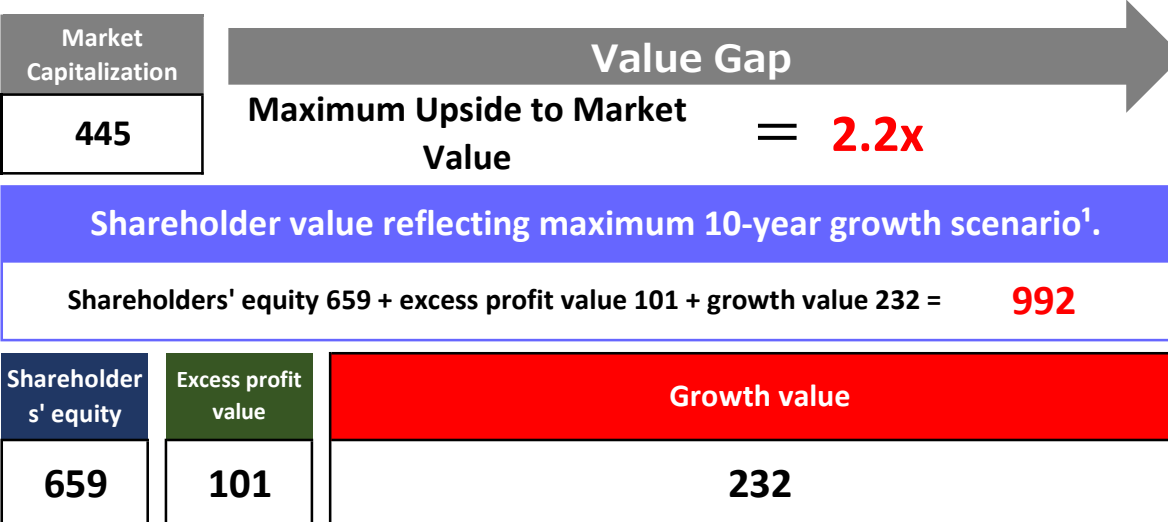 Market
Capitalization
Value Gap
445
Maximum Upside to Market
Value
= 2.2x
Shareholder value reflecting maximum 10-year growth scenario¹.
Shareholders' equity 659 + excess profit value 101 + growth value 232 = 992
Shareholder
s' equity
Excess profit
value
Growth value
659
101
232